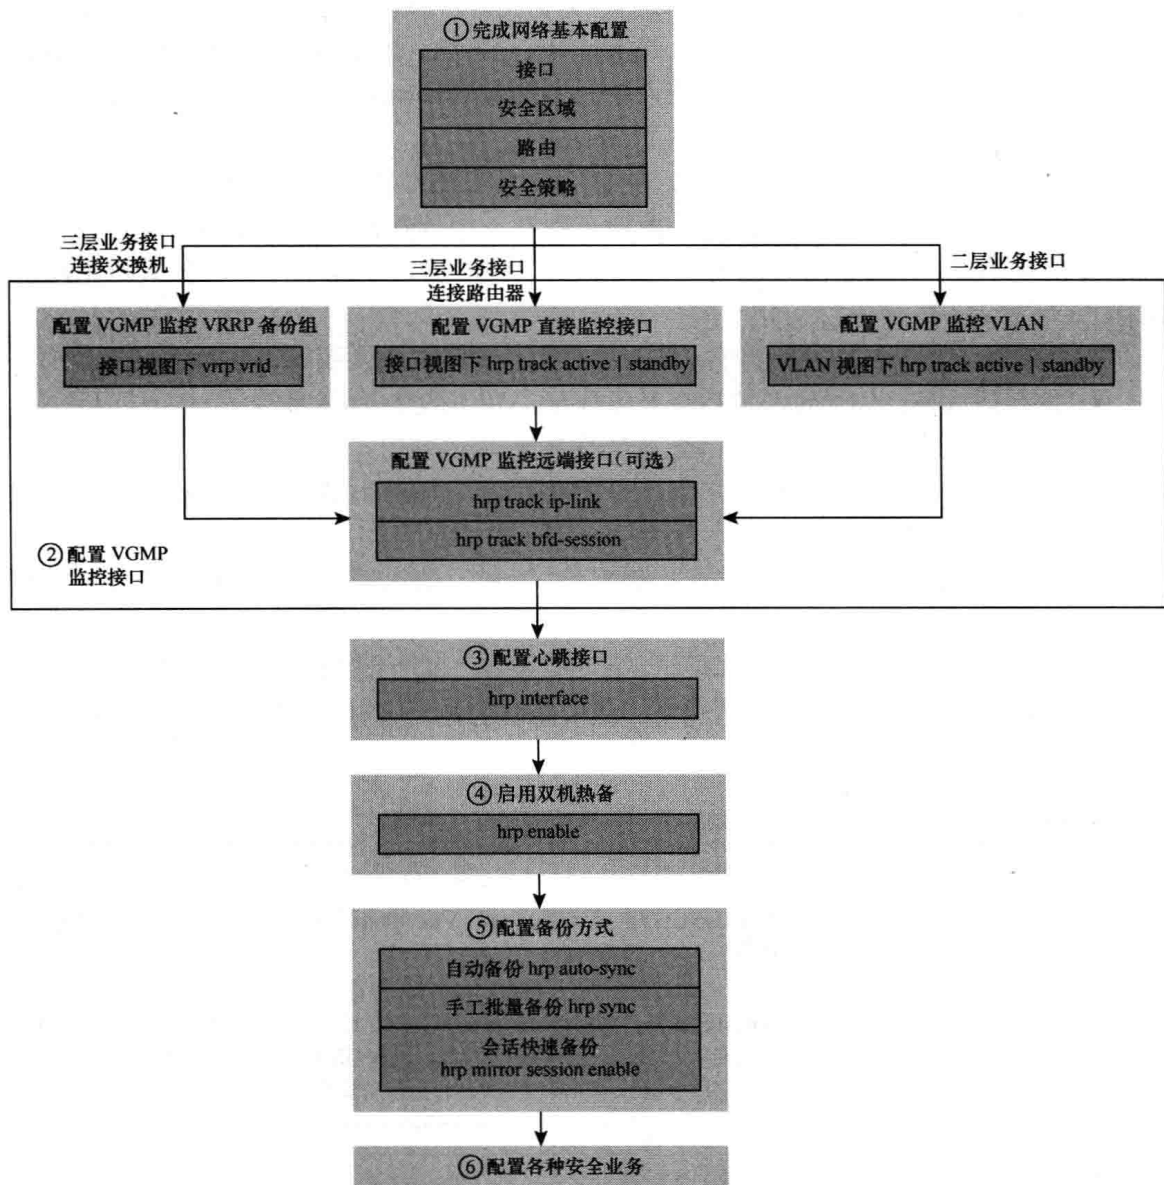 ①完成网络基本配置
接口
安全区域
路由
安全策略
三层业务接口
连接交换机
三层业务接口
连接路由器
二层业务接口
配置 VGMP 监控 VRRP 备份组
接口视图下 vrrp vrid
配置 VGMP 直接监控接口
接口视图下 hrp track active | standby
配置 VGMP 监控 VLAN
VLAN 视图下 hrp track active | standby
配置 VGMP 监控远端接口(可选)
hrp track ip-link
hrp track bfd-session
②配置 VGMP
监控接口
③配置心跳接口
hrp interface
④启用双机热备
hrp enable
⑤配置备份方式
自动备份 hrp auto-sync
手工批量备份 hrp sync
会话快速备份
hrp mirror session enable
⑥配置各种安全业务